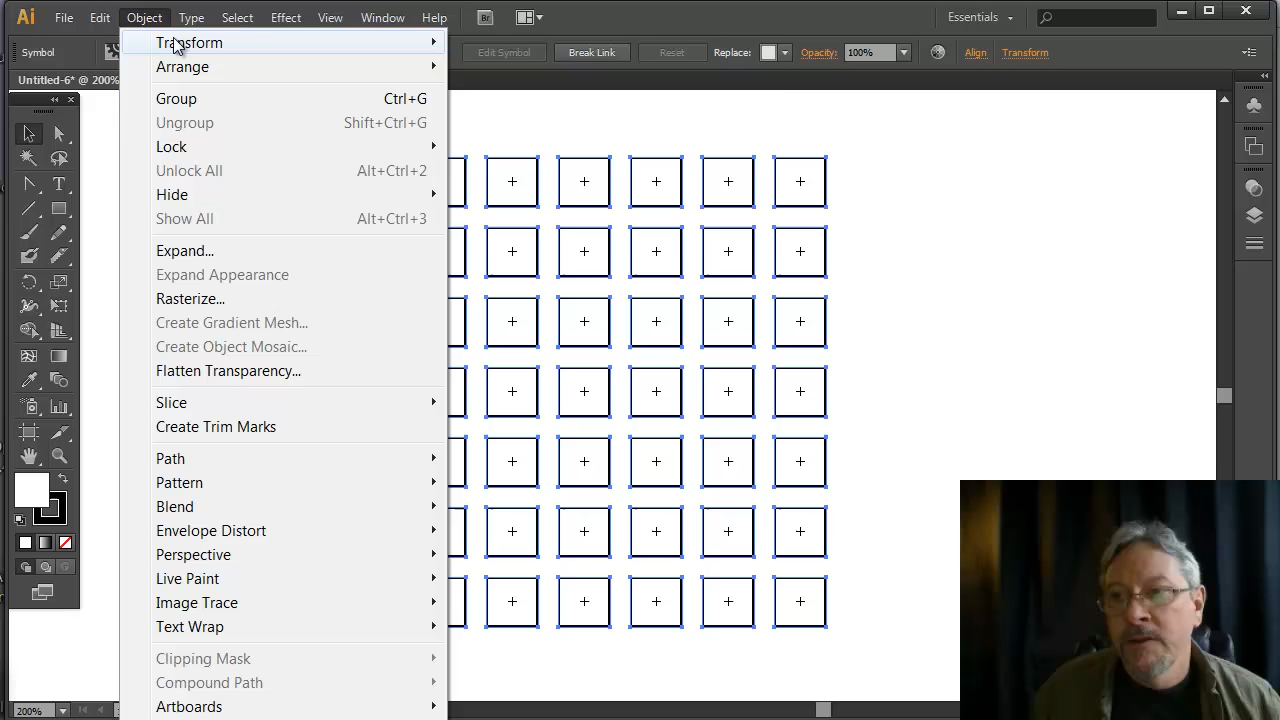 Ai File Edit Object Type Select Effect View Window Help Br Essentials
Symbol Edit Symbol Break Link Reset Replace: Opacity: 100% Align Transform
Untitled-6* @ 200%
Transform
Arrange
Group Ctrl+G
Ungroup Shift+Ctrl+G
Lock
Unlock All Alt+Ctrl+2
Hide
Show All Alt+Ctrl+3
Expand...
Expand Appearance
Rasterize...
Create Gradient Mesh...
Create Object Mosaic...
Flatten Transparency...
Slice
Create Trim Marks
Path
Pattern
Blend
Envelope Distort
Perspective
Live Paint
Image Trace
Text Wrap
Clipping Mask
Compound Path
Artboards
200%